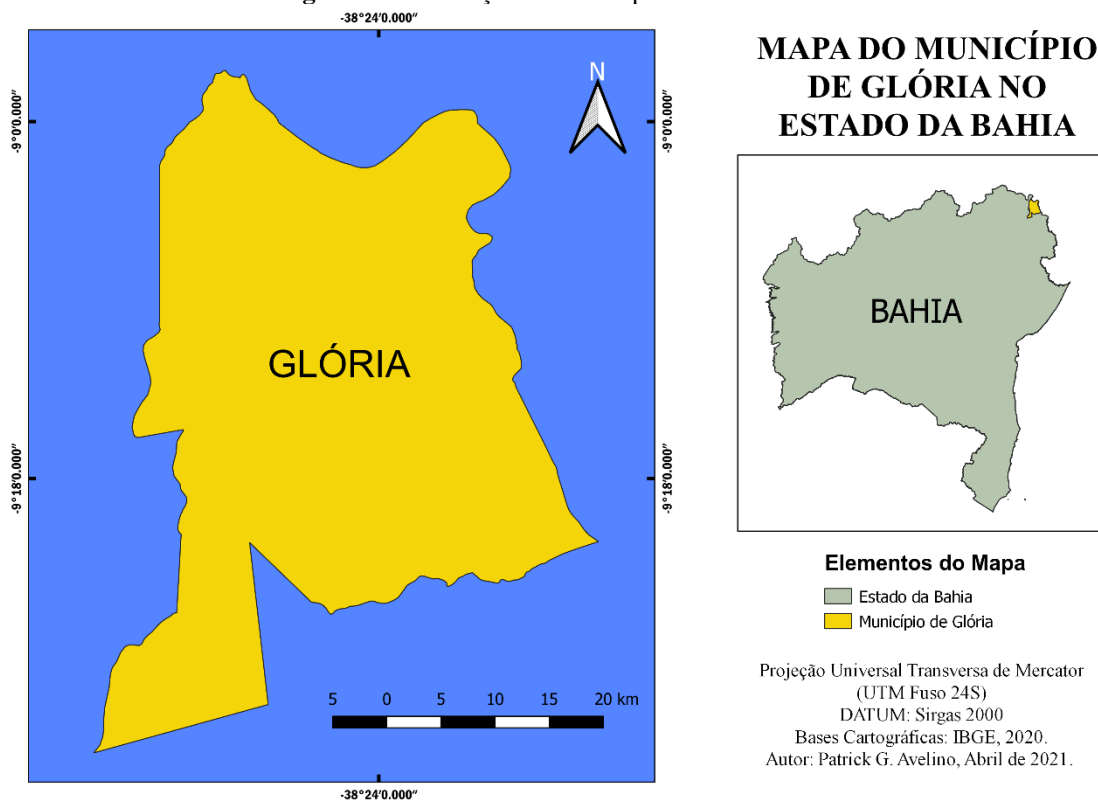 -38°24'0.000"
MAPA DO MUNICÍPIO
DE GLÓRIA NO
ESTADO DA BAHIA
N
-9°0'0.000"
-9°0'0.000"
BAHIA
GLÓRIA
-9°18'0.000"
-9°18'0.000"
Elementos do Mapa
Estado da Bahia
Município de Glória
5 0 5 10 15 20 km
Projeção Universal Transversa de Mercator
(UTM Fuso 24S)
DATUM: Sirgas 2000
Bases Cartográficas: IBGE, 2020.
Autor: Patrick G. Avelino, Abril de 2021.
-38°24'0.000"